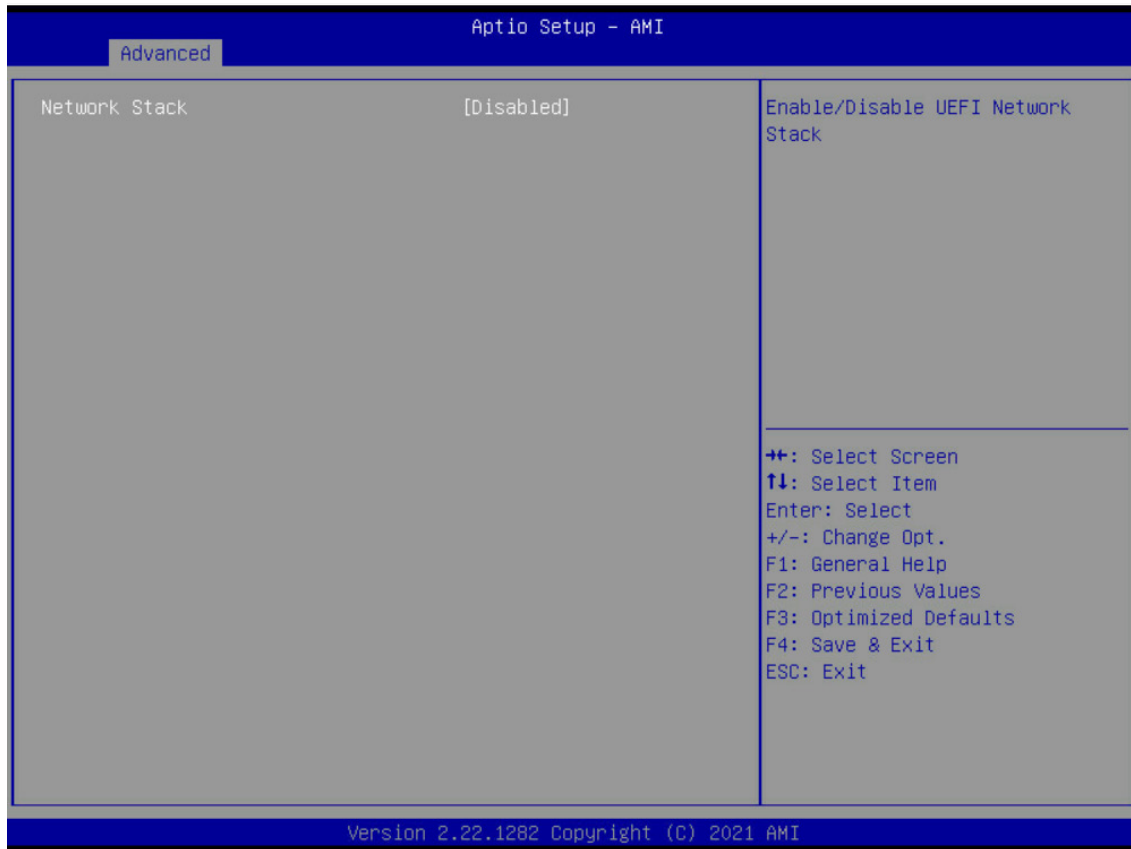 Aptio Setup – AMI
Advanced
Network Stack [Disabled]
Enable/Disable UEFI Network
Stack
→←: Select Screen
↑↓: Select Item
Enter: Select
+/-: Change Opt.
F1: General Help
F2: Previous Values
F3: Optimized Defaults
F4: Save & Exit
ESC: Exit
Version 2.22.1282 Copyright (C) 2021 AMI